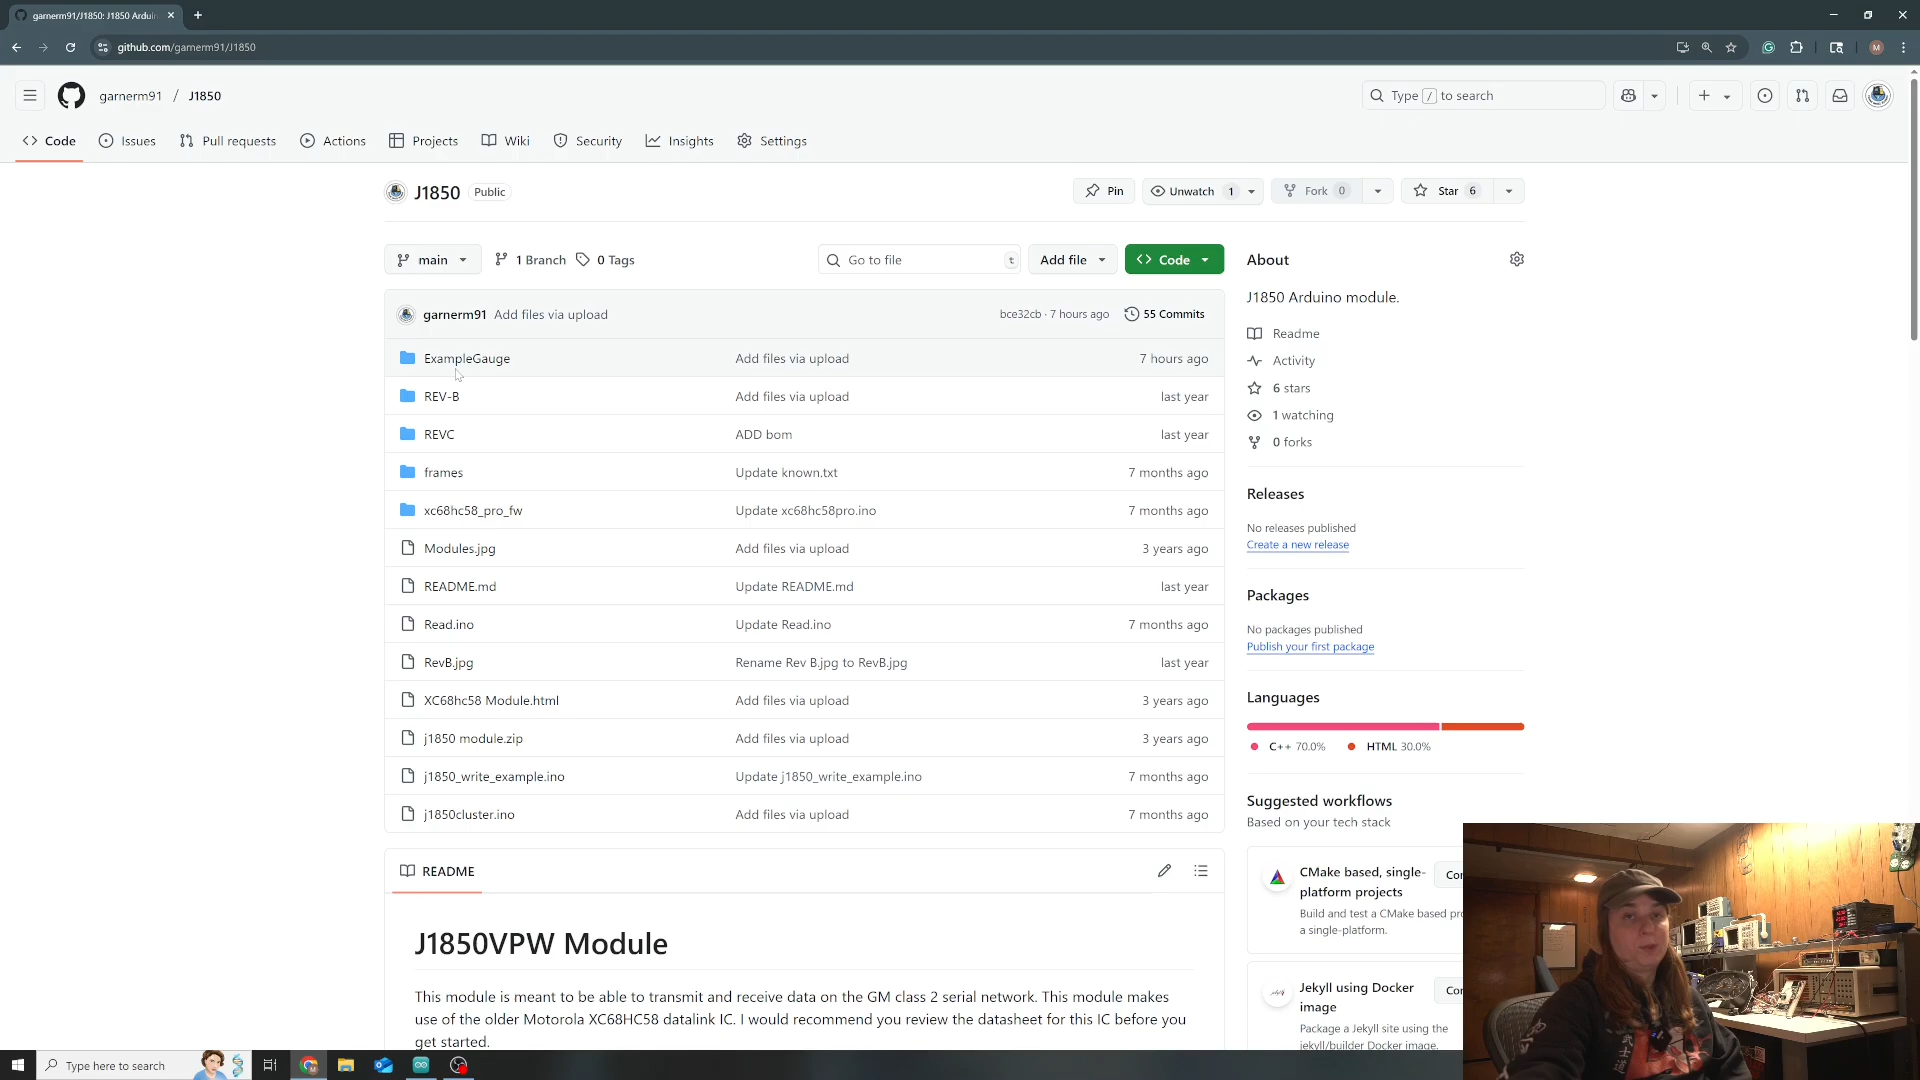 garnerm91/J1850: J1850 Ardui
github.com/garnerm91/J1850
M
garnerm91 / J1850
Type / to search
Code
Issues
Pull requests
Actions
Projects
Wiki
Security
Insights
Settings
J1850 Public
Pin
Unwatch 1
Fork 0
Star 6
main
1 Branch
0 Tags
Go to file t
Add file
Code
garnerm91 Add files via upload bce32cb · 7 hours ago 55 Commits
ExampleGauge Add files via upload 7 hours ago
REV-B Add files via upload last year
REVC ADD bom last year
frames Update known.txt 7 months ago
xc68hc58_pro_fw Update xc68hc58pro.ino 7 months ago
Modules.jpg Add files via upload 3 years ago
README.md Update README.md last year
Read.ino Update Read.ino 7 months ago
RevB.jpg Rename Rev B.jpg to RevB.jpg last year
XC68hc58 Module.html Add files via upload 3 years ago
j1850 module.zip Add files via upload 3 years ago
j1850_write_example.ino Update j1850_write_example.ino 7 months ago
j1850cluster.ino Add files via upload 7 months ago
README
J1850VPW Module
This module is meant to be able to transmit and receive data on the GM class 2 serial network. This module makes
use of the older Motorola XC68HC58 datalink IC. I would recommend you review the datasheet for this IC before you
get started.
About
J1850 Arduino module.
Readme
Activity
6 stars
1 watching
0 forks
Releases
No releases published
Create a new release
Packages
No packages published
Publish your first package
Languages
C++ 70.0% HTML 30.0%
Suggested workflows
Based on your tech stack
CMake based, single-
platform projects
Con
Build and test a CMake based pr
a single-platform.
Jekyll using Docker
image
Con
Package a Jekyll site using the
jekyll/builder Docker image.
Type here to search